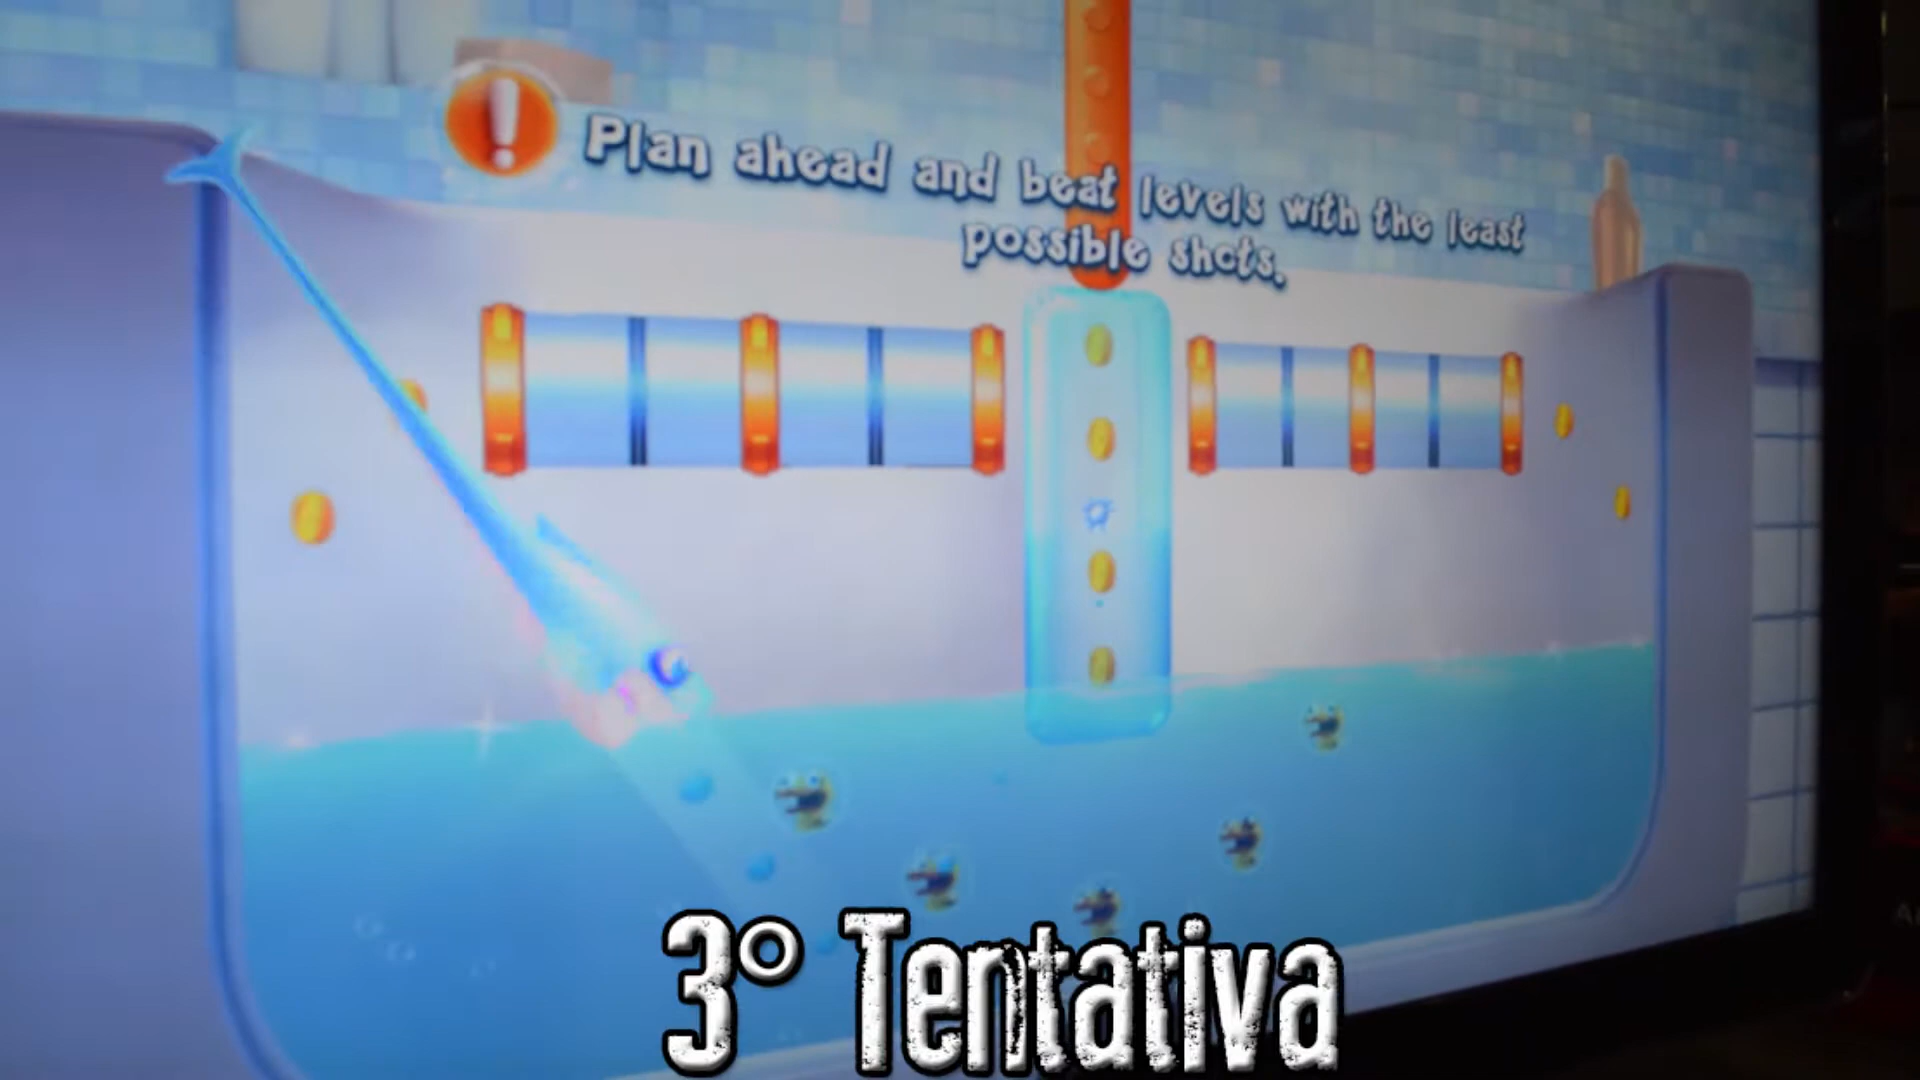 Plan ahead and beat levels with the least
possible shots.
3° Tentativa